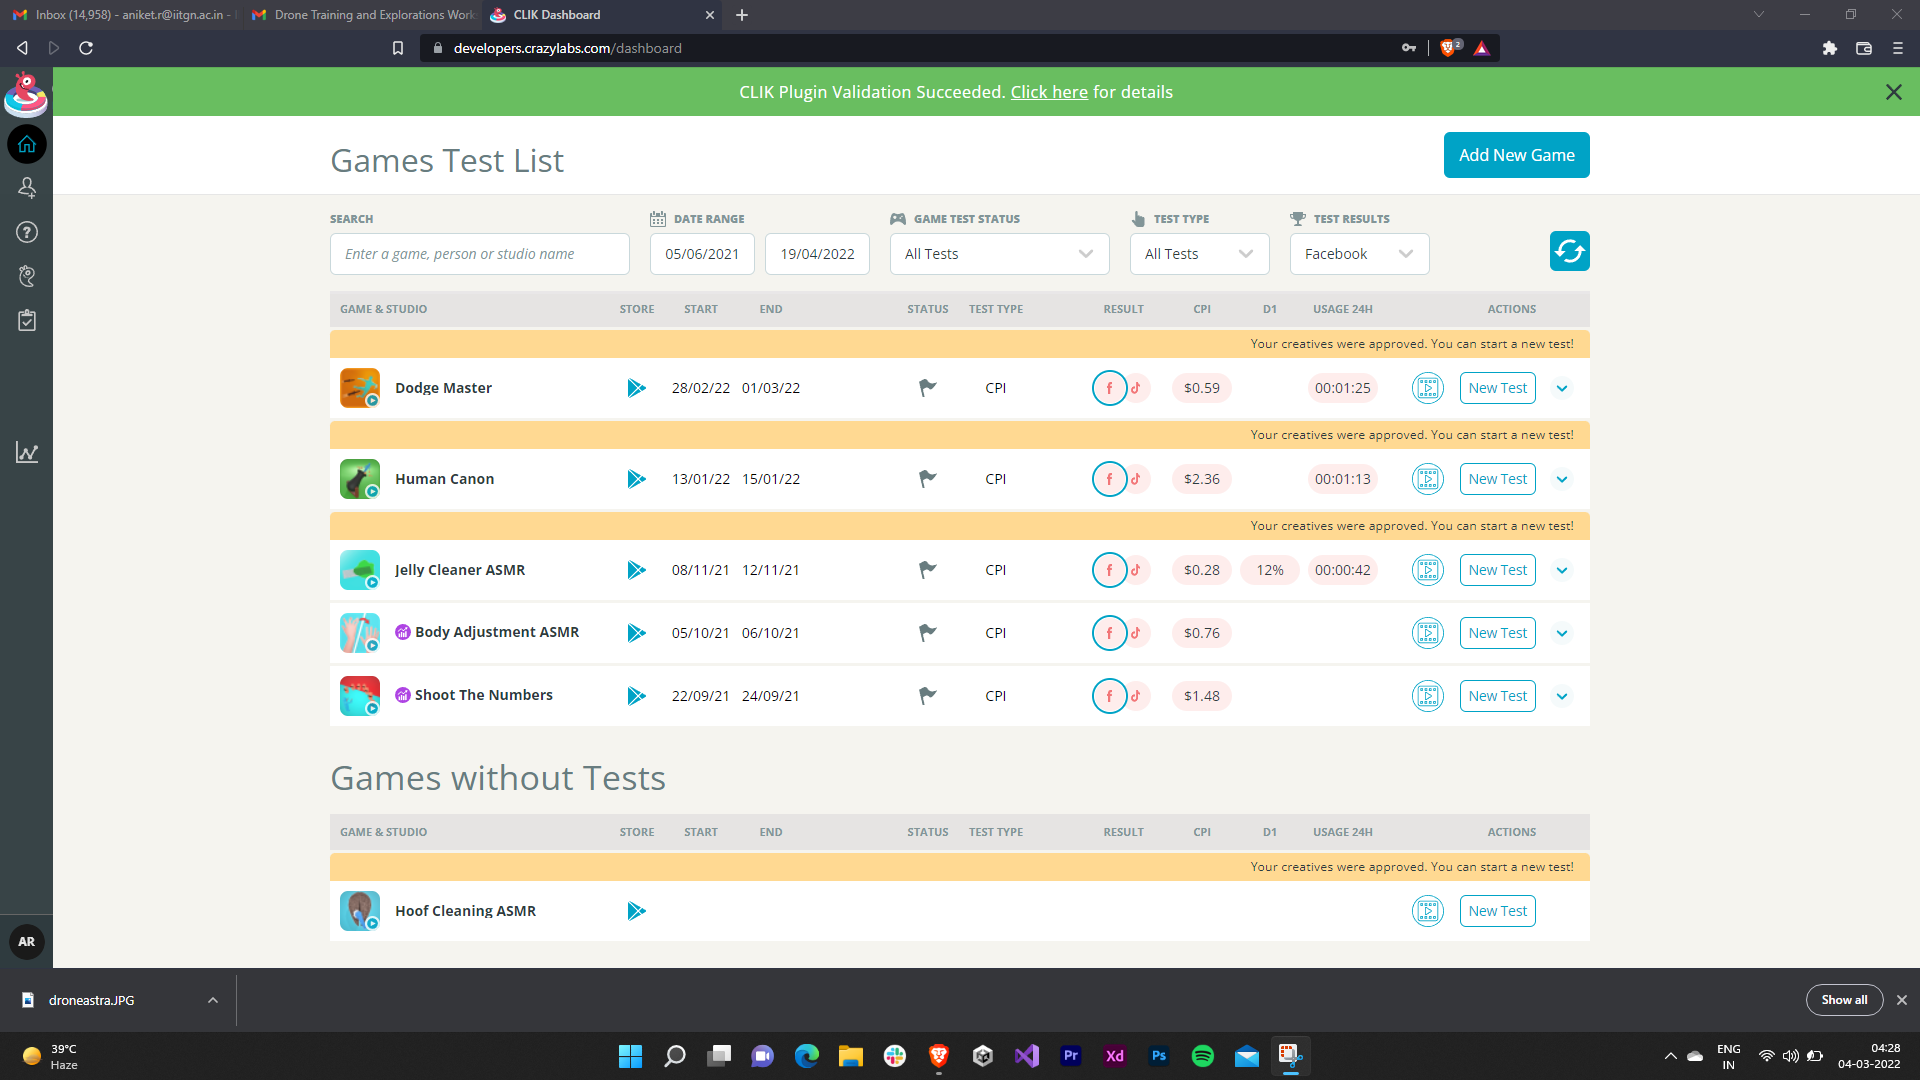 Inbox (14,958) - aniket.r@iitgn.ac.in -
Drone Training and Explorations Work
CLIK Dashboard
developers.crazylabs.com/dashboard
2
CLIK Plugin Validation Succeeded. Click here for details
Games Test List
Add New Game
SEARCH
DATE RANGE
GAME TEST STATUS
TEST TYPE
TEST RESULTS
Enter a game, person or studio name
05/06/2021
19/04/2022
All Tests
All Tests
Facebook
GAME & STUDIO STORE START END STATUS TEST TYPE RESULT CPI D1 USAGE 24H ACTIONS
Your creatives were approved. You can start a new test!
Dodge Master 28/02/22 01/03/22 CPI $0.59 00:01:25 New Test
Your creatives were approved. You can start a new test!
Human Canon 13/01/22 15/01/22 CPI $2.36 00:01:13 New Test
Your creatives were approved. You can start a new test!
Jelly Cleaner ASMR 08/11/21 12/11/21 CPI $0.28 12% 00:00:42 New Test
Body Adjustment ASMR 05/10/21 06/10/21 CPI $0.76 New Test
Shoot The Numbers 22/09/21 24/09/21 CPI $1.48 New Test
Games without Tests
GAME & STUDIO STORE START END STATUS TEST TYPE RESULT CPI D1 USAGE 24H ACTIONS
Your creatives were approved. You can start a new test!
Hoof Cleaning ASMR New Test
AR
droneastra.JPG
Show all
39°C
Haze
Pr
Xd
Ps
ENG
IN
04:28
04-03-2022